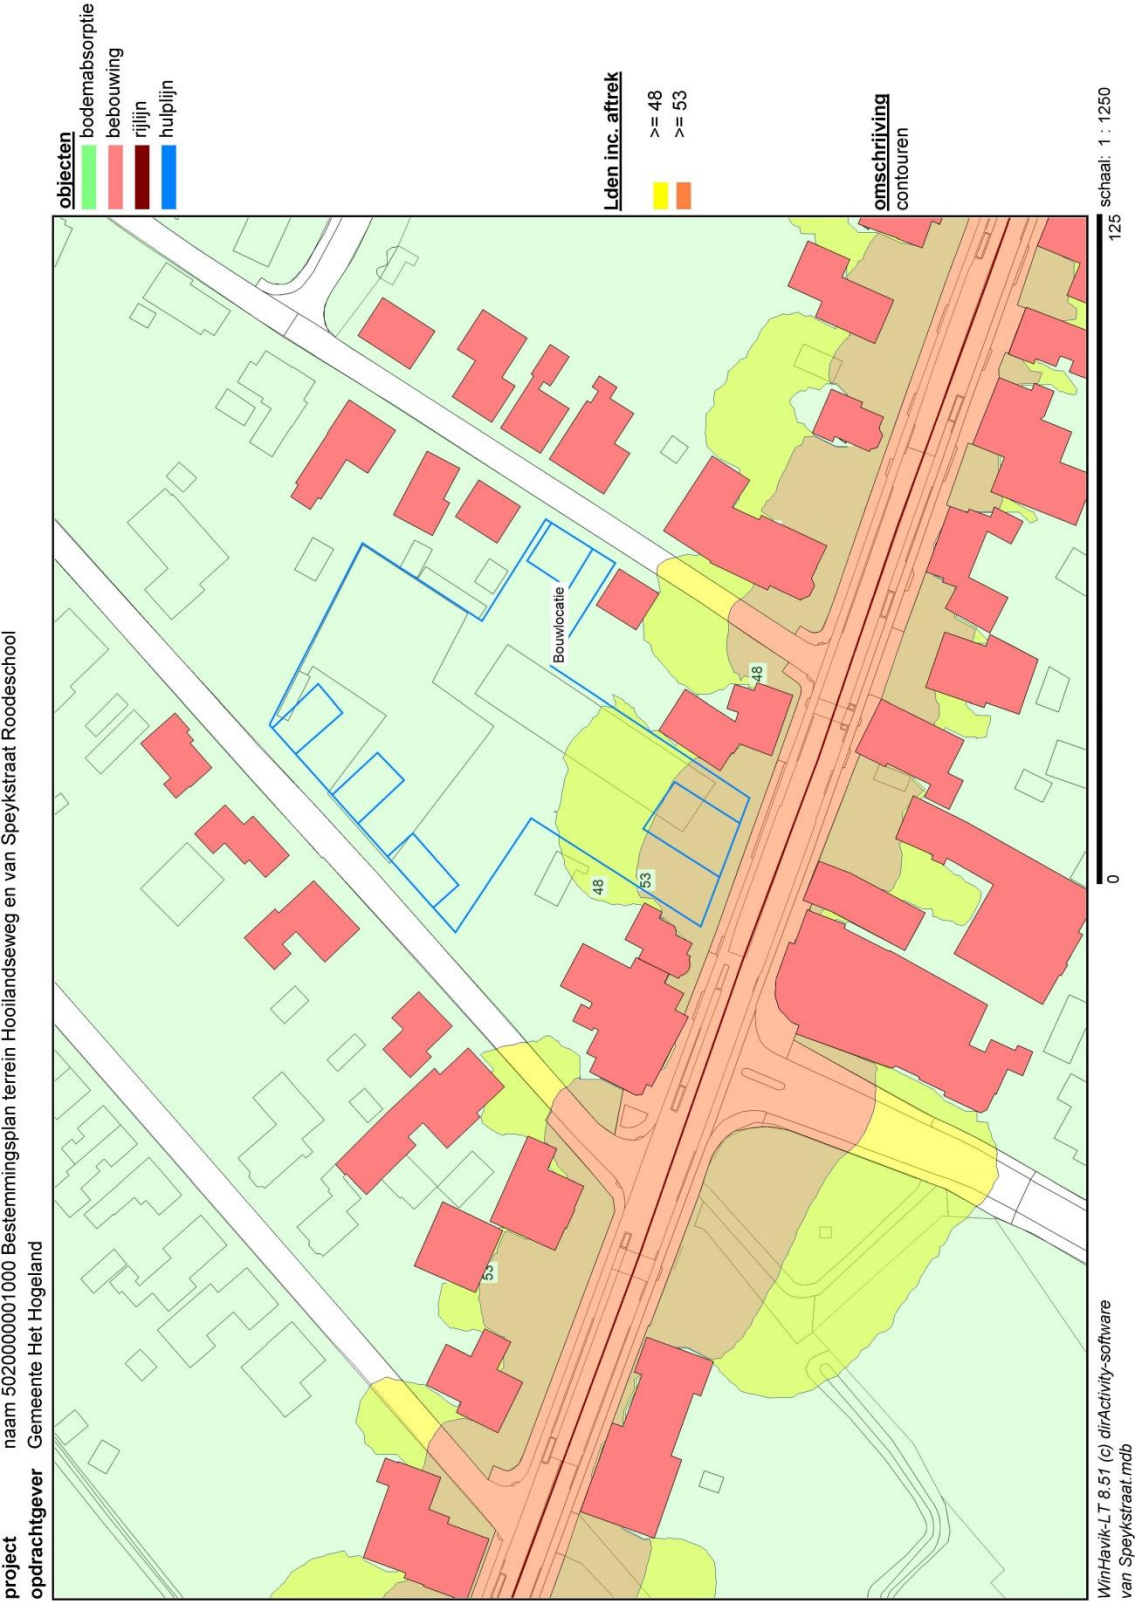 project naam 502000001000 Bestemmingsplan terrein Hooilandseweg en van Speykstraat Roodeschool
opdrachtgever Gemeente Het Hogeland
objecten
bodemabsorptie
bebouwing
rijlijn
hulplijn
Lden inc. aftrek
>= 48
>= 53
omschrijving
contouren
Bouwlocatie
48
48
53
53
0
125
schaal: 1 : 1250
WinHavik-LT 8.51 (c) dirActivity-software
van Speykstraat.mdb